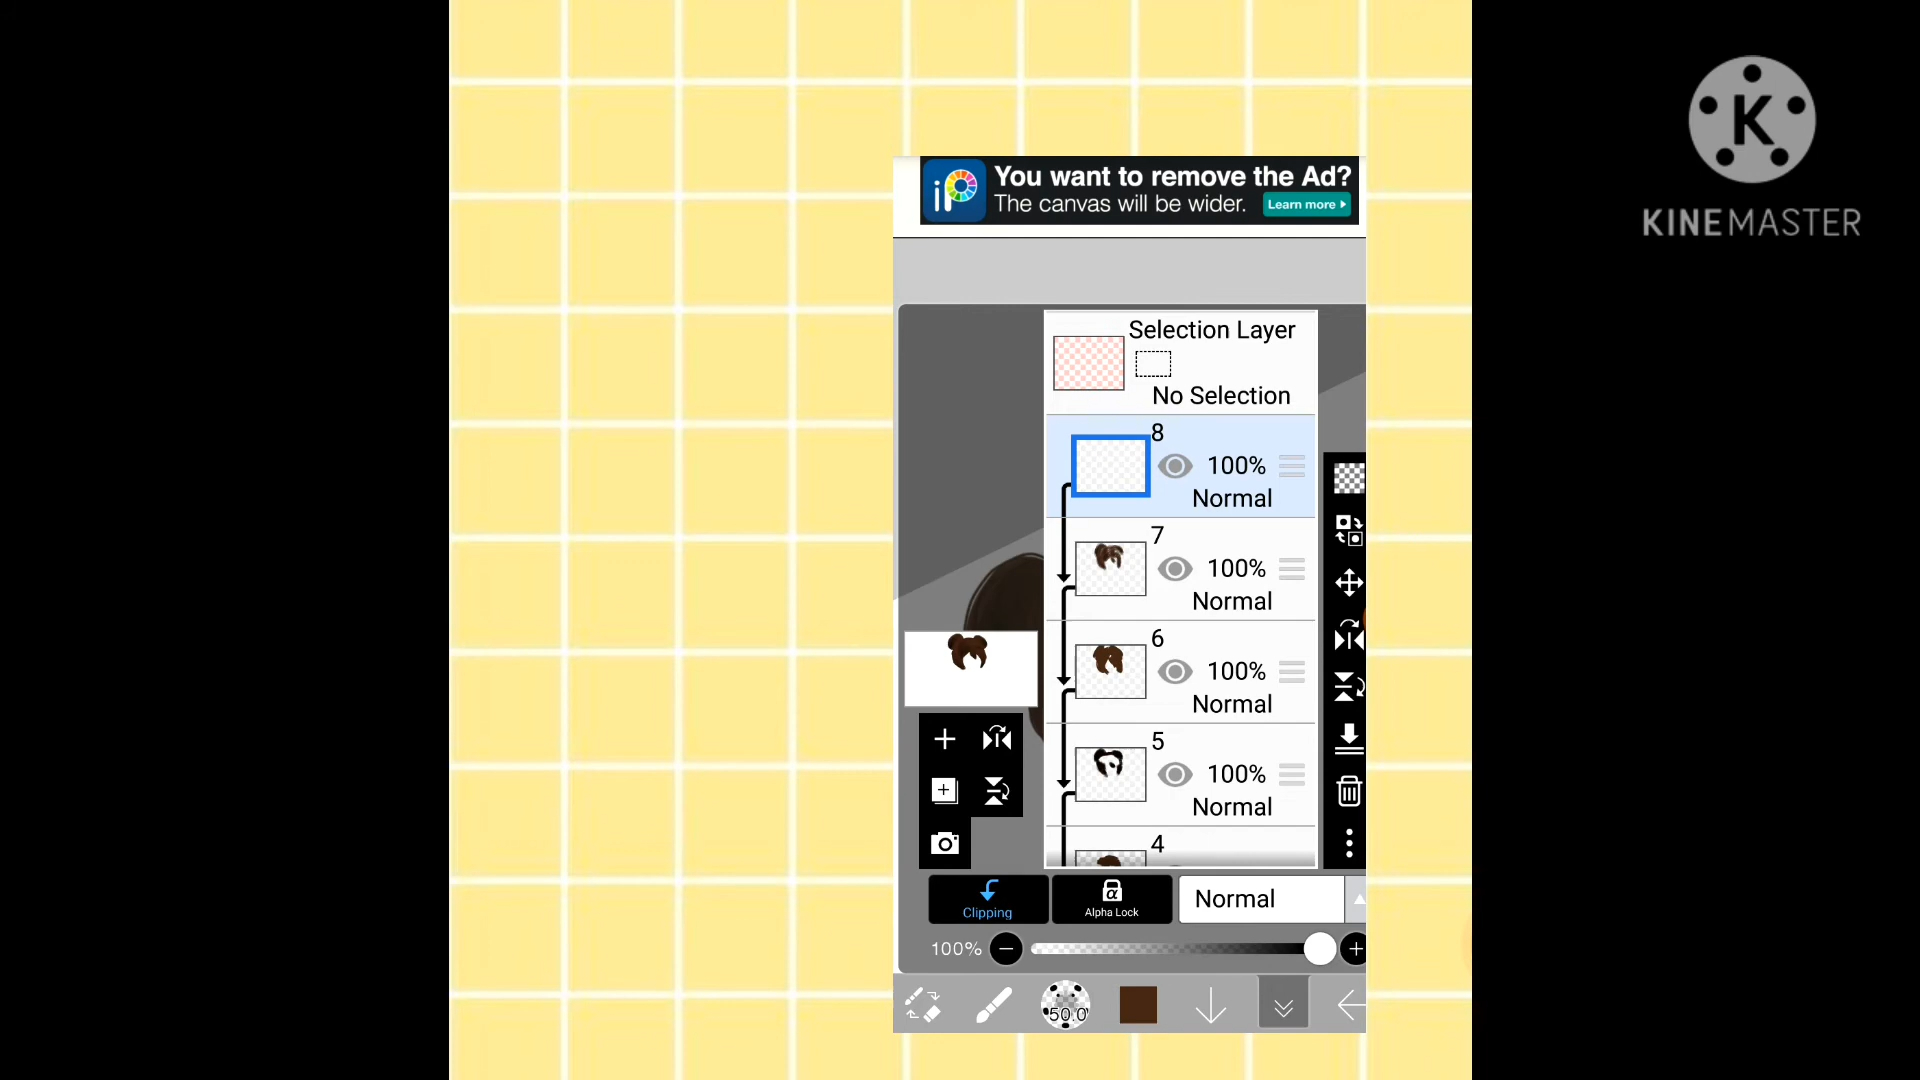 You want to remove the Ad?
The canvas will be wider. Learn more
K
KINEMASTER
Selection Layer
No Selection
8
100%
Normal
7
100%
Normal
6
100%
Normal
5
100%
Normal
4
Clipping
Alpha Lock
Normal
100%
50.0